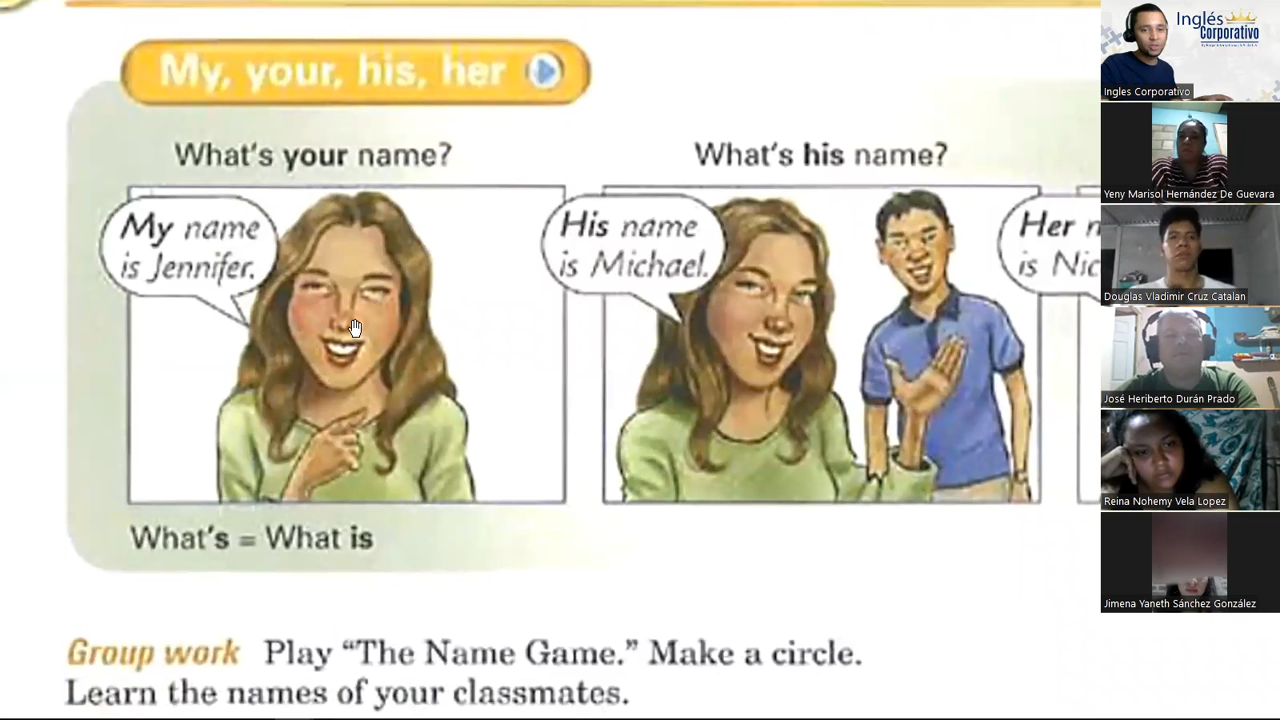 My, your, his, her
What's your name?
My name
is Jennifer.
What's his name?
His name
is Michael.
Her n
is Nic
What's = What is
Group work Play “The Name Game.” Make a circle.
Learn the names of your classmates.
Inglés
Corporativo
Ingles Corporativo
Yeny Marisol Hernández De Guevara
Douglas Vladimir Cruz Catalan
José Heriberto Durán Prado
Reina Nohemy Vela Lopez
Jimena Yaneth Sánchez González